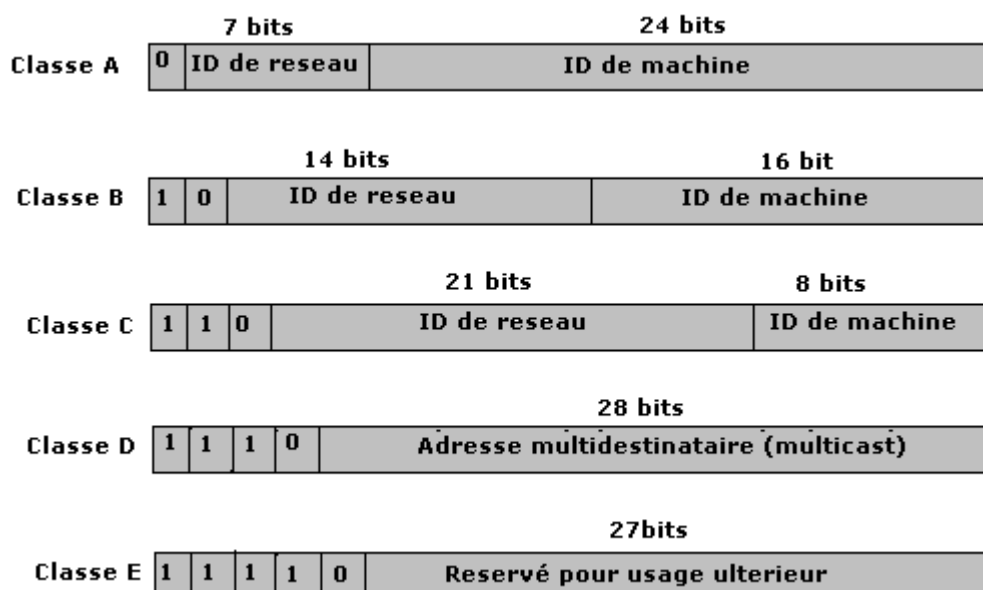 7 bits 24 bits
Classe A 0 ID de reseau ID de machine
14 bits 16 bit
Classe B 1 0 ID de reseau ID de machine
21 bits 8 bits
Classe C 1 1 0 ID de reseau ID de machine
28 bits
Classe D 1 1 1 0 Adresse multidestinataire (multicast)
27bits
Classe E 1 1 1 1 0 Reservé pour usage ulterieur